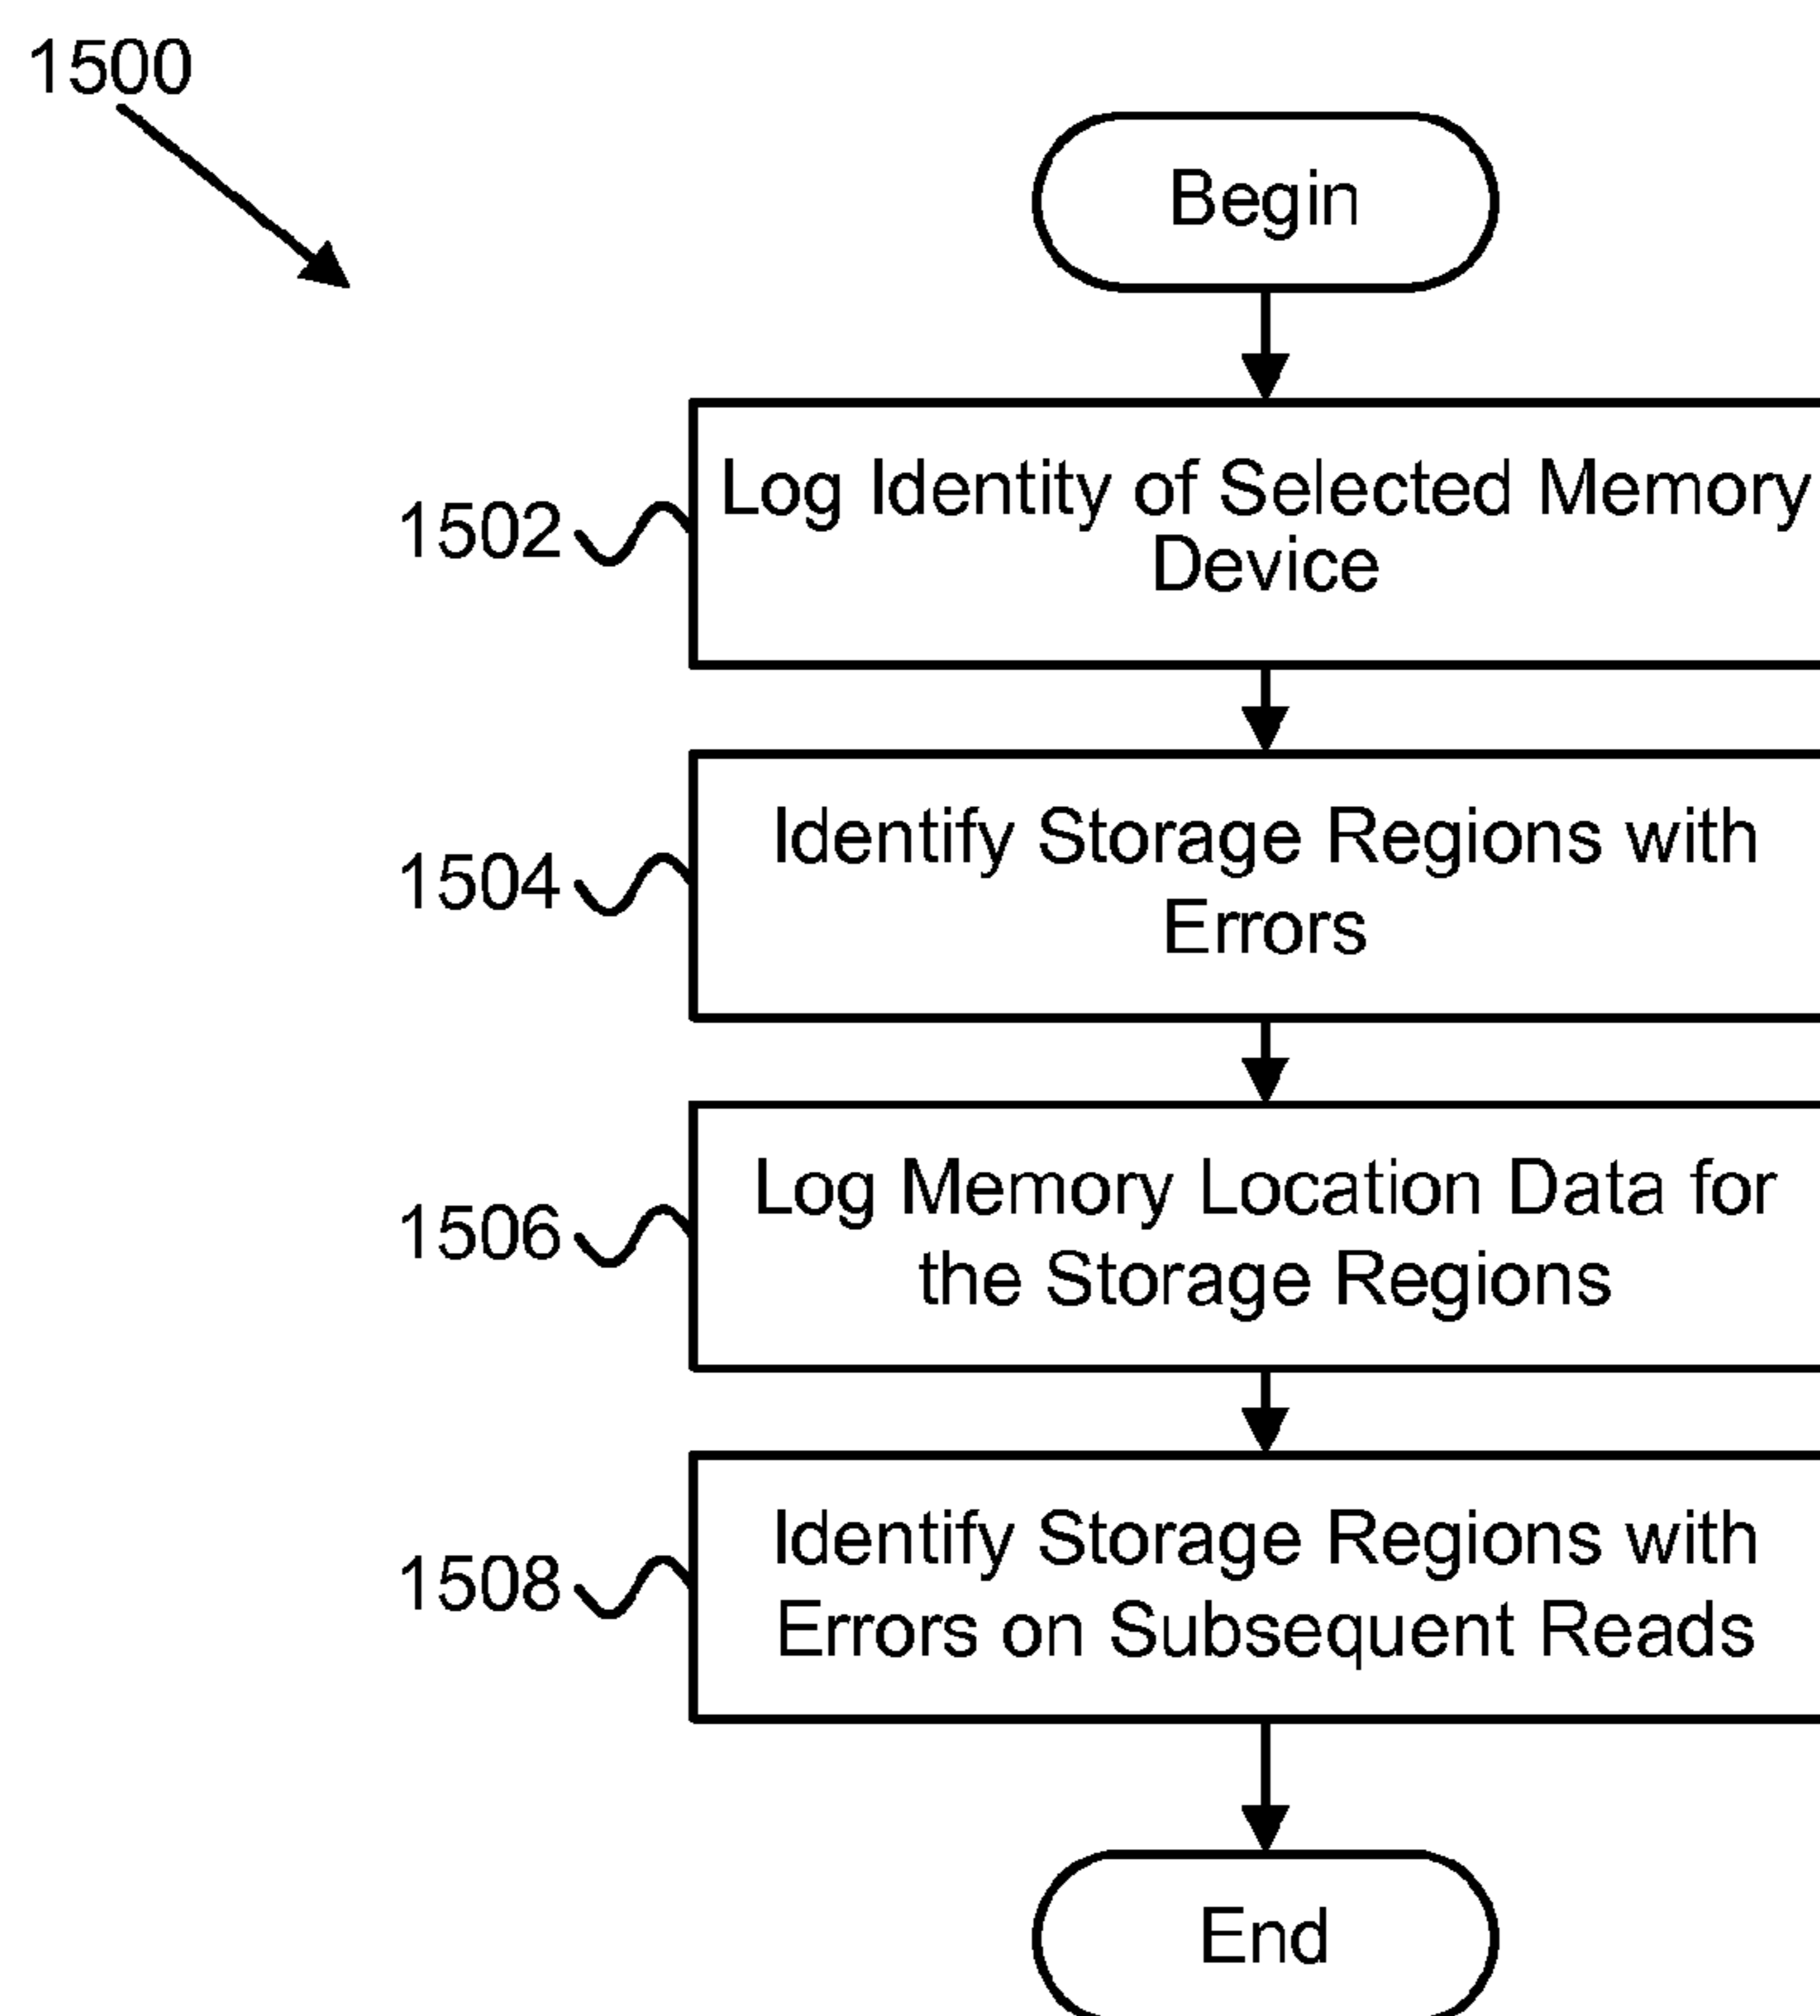 1500
Begin
1502
Log Identity of Selected Memory
Device
1504
Identify Storage Regions with
Errors
1506
Log Memory Location Data for
the Storage Regions
1508
Identify Storage Regions with
Errors on Subsequent Reads
End